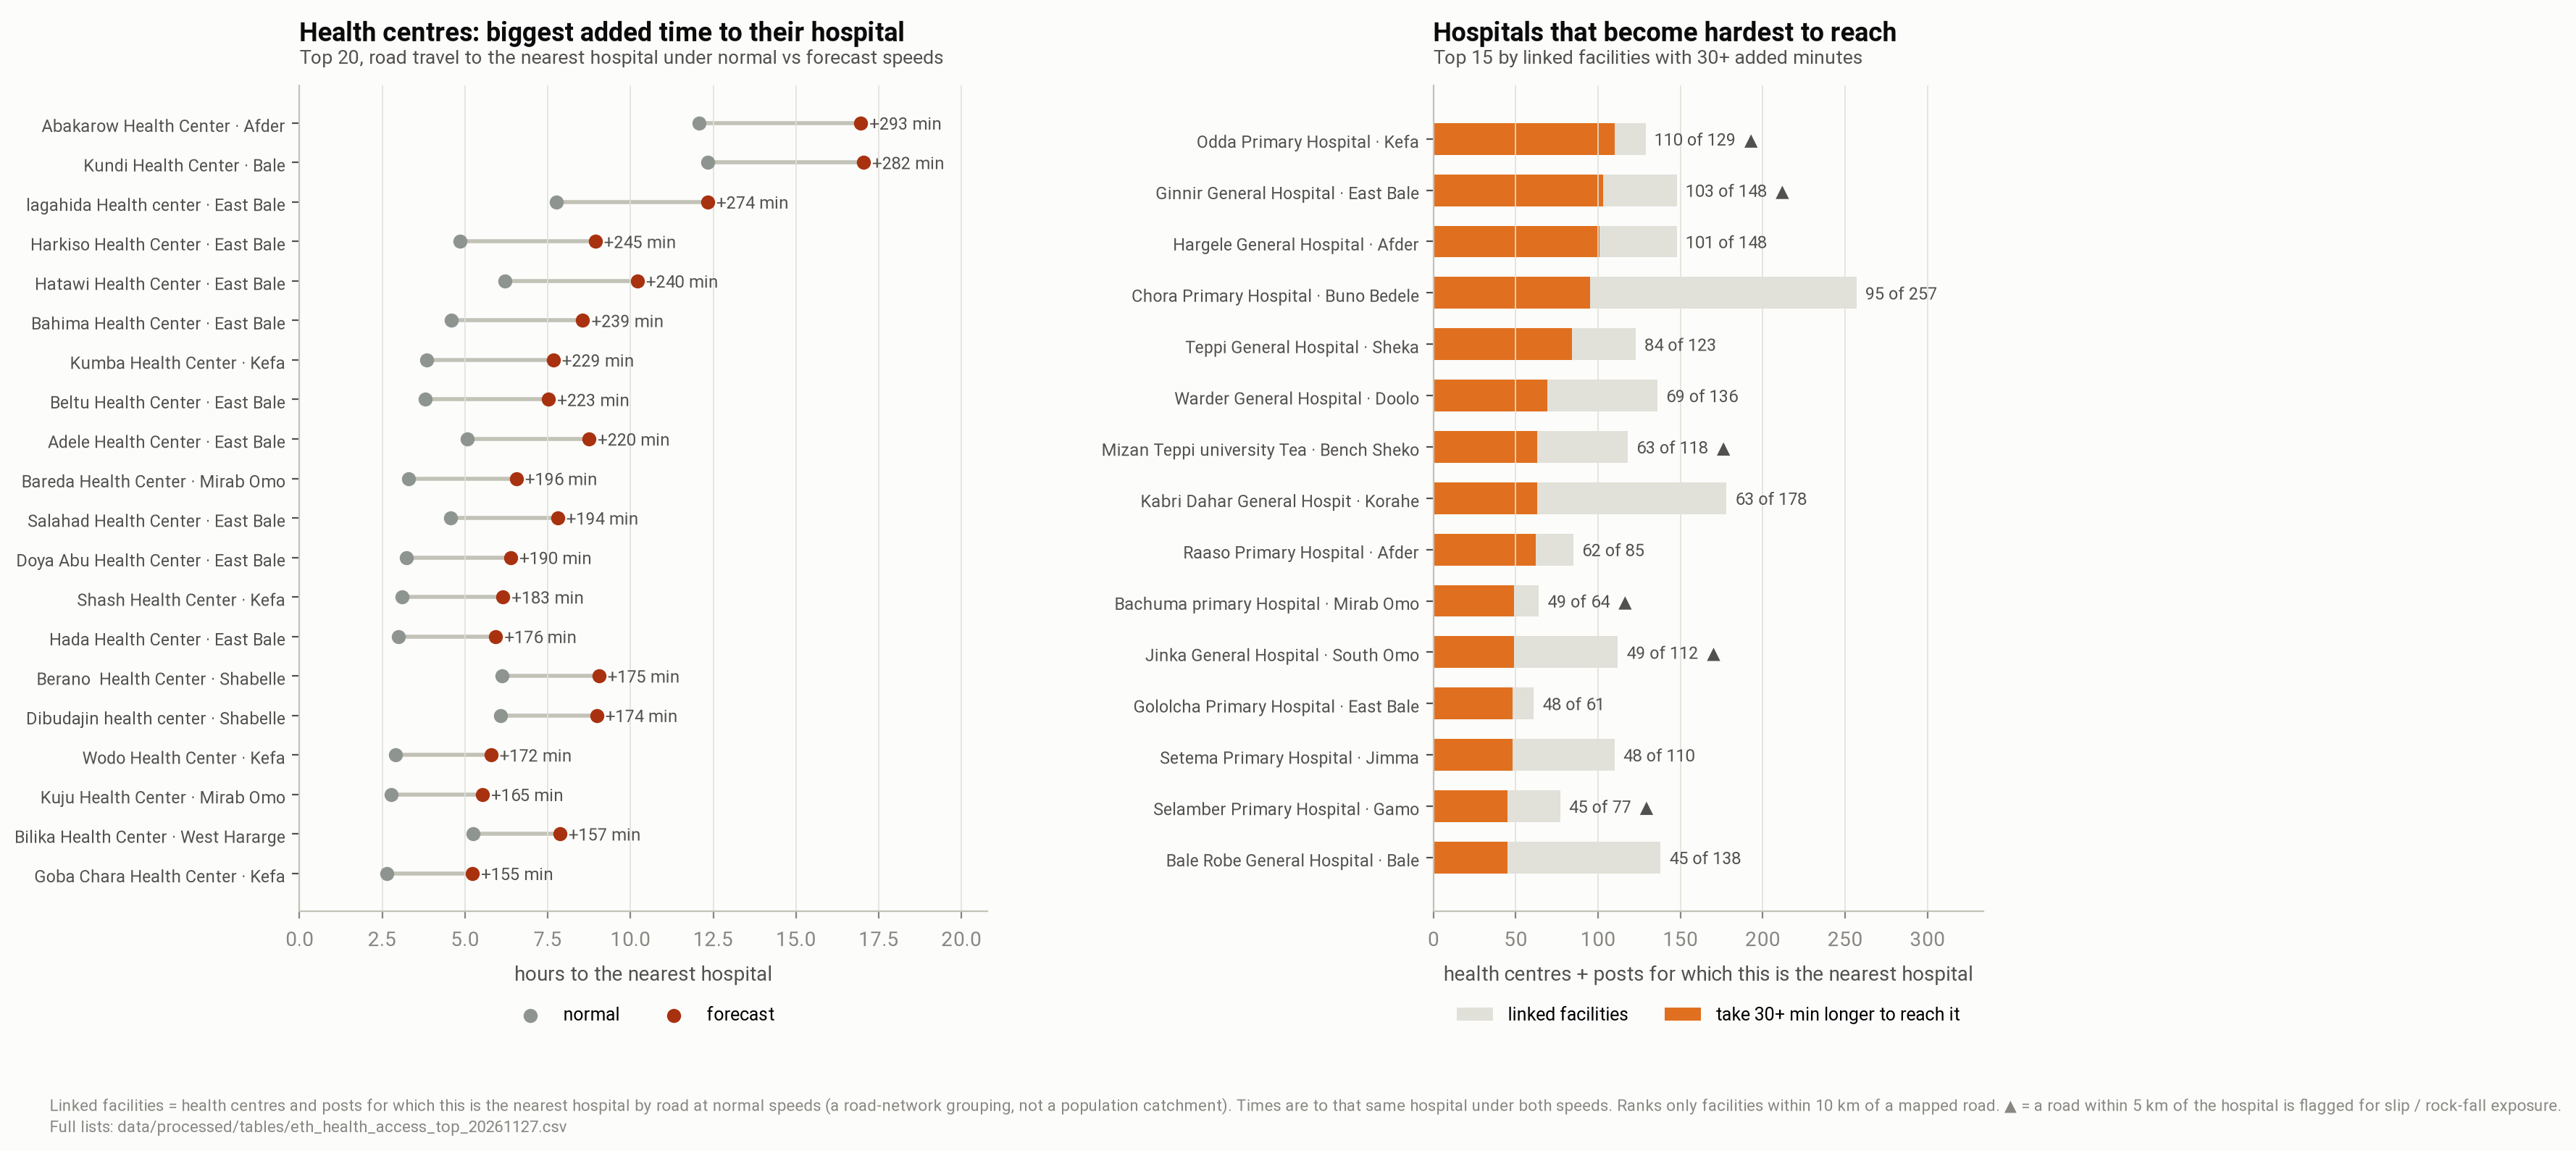 Health centres: biggest added time to their hospital
Top 20, road travel to the nearest hospital under normal vs forecast speeds
Abakarow Health Center · Afder
+293 min
Kundi Health Center · Bale
+282 min
lagahida Health center · East Bale
+274 min
Harkiso Health Center · East Bale
+245 min
Hatawi Health Center · East Bale
+240 min
Bahima Health Center · East Bale
+239 min
Kumba Health Center · Kefa
+229 min
Beltu Health Center · East Bale
+223 min
Adele Health Center · East Bale
+220 min
Bareda Health Center · Mirab Omo
+196 min
Salahad Health Center · East Bale
+194 min
Doya Abu Health Center · East Bale
+190 min
Shash Health Center · Kefa
+183 min
Hada Health Center · East Bale
+176 min
Berano  Health Center · Shabelle
+175 min
Dibudajin health center · Shabelle
+174 min
Wodo Health Center · Kefa
+172 min
Kuju Health Center · Mirab Omo
+165 min
Bilika Health Center · West Hararge
+157 min
Goba Chara Health Center · Kefa
+155 min
0.0 2.5 5.0 7.5 10.0 12.5 15.0 17.5 20.0
hours to the nearest hospital
normal forecast
Hospitals that become hardest to reach
Top 15 by linked facilities with 30+ added minutes
Odda Primary Hospital · Kefa
110 of 129 ▲
Ginnir General Hospital · East Bale
103 of 148 ▲
Hargele General Hospital · Afder
101 of 148
Chora Primary Hospital · Buno Bedele
95 of 257
Teppi General Hospital · Sheka
84 of 123
Warder General Hospital · Doolo
69 of 136
Mizan Teppi university Tea · Bench Sheko
63 of 118 ▲
Kabri Dahar General Hospit · Korahe
63 of 178
Raaso Primary Hospital · Afder
62 of 85
Bachuma primary Hospital · Mirab Omo
49 of 64 ▲
Jinka General Hospital · South Omo
49 of 112 ▲
Gololcha Primary Hospital · East Bale
48 of 61
Setema Primary Hospital · Jimma
48 of 110
Selamber Primary Hospital · Gamo
45 of 77 ▲
Bale Robe General Hospital · Bale
45 of 138
0 50 100 150 200 250 300
health centres + posts for which this is the nearest hospital
linked facilities take 30+ min longer to reach it
Linked facilities = health centres and posts for which this is the nearest hospital by road at normal speeds (a road-network grouping, not a population catchment). Times are to that same hospital under both speeds. Ranks only facilities within 10 km of a mapped road. ▲ = a road within 5 km of the hospital is flagged for slip / rock-fall exposure.
Full lists: data/processed/tables/eth_health_access_top_20261127.csv